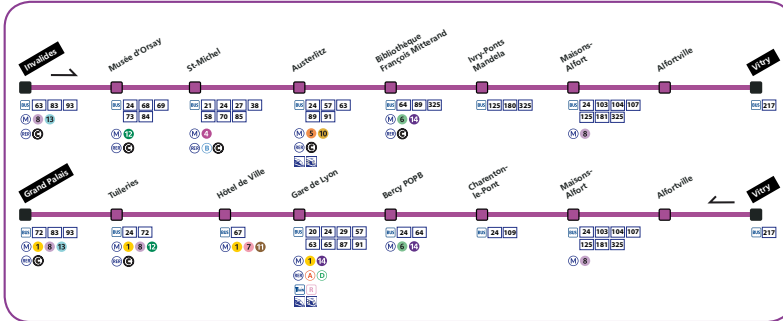 Invalides
Musée d'Orsay
St-Michel
Austerlitz
Bibliothèque
François Mitterand
Ivry-Ponts
Mandela
Maisons-
Alfort
Alfortville
Vitry
BUS 63 83 93
M 8 13
RER C
BUS 24 68 69
73 84
M 12
RER C
BUS 21 24 27 38
58 70 85
M 4
RER B C
BUS 24 57 63
89 91
M 5 10
RER C
BUS 64 89 325
M 6 14
RER C
BUS 125 180 325
BUS 24 103 104 107
125 181 325
M 8
BUS 217
Grand Palais
Tuileries
Hôtel de Ville
Gare de Lyon
Bercy POPB
Charenton-
le-Pont
Maisons-
Alfort
Alfortville
Vitry
BUS 72 83 93
M 1 8 13
RER C
BUS 24 72
M 1 8 12
RER C
BUS 67
M 1 7 11
BUS 20 24 29 57
63 65 87 91
M 1 14
RER A D
R
BUS 24 64
M 6 14
BUS 24 109
BUS 24 103 104 107
125 181 325
M 8
BUS 217